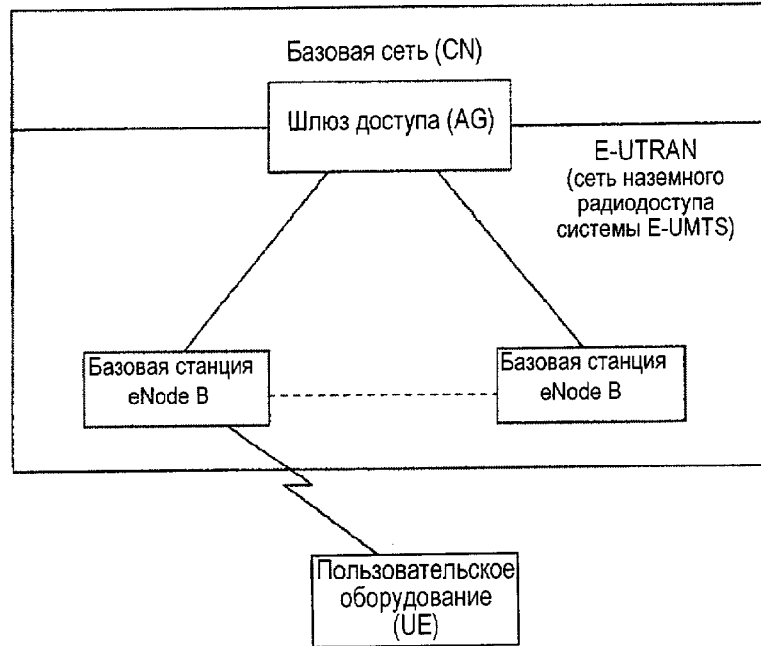 Базовая сеть (CN)
Шлюз доступа (AG)
E-UTRAN
(сеть наземного
радиодоступа
системы E-UMTS)
Базовая станция
eNode B
Базовая станция
eNode B
Пользовательское
оборудование
(UE)